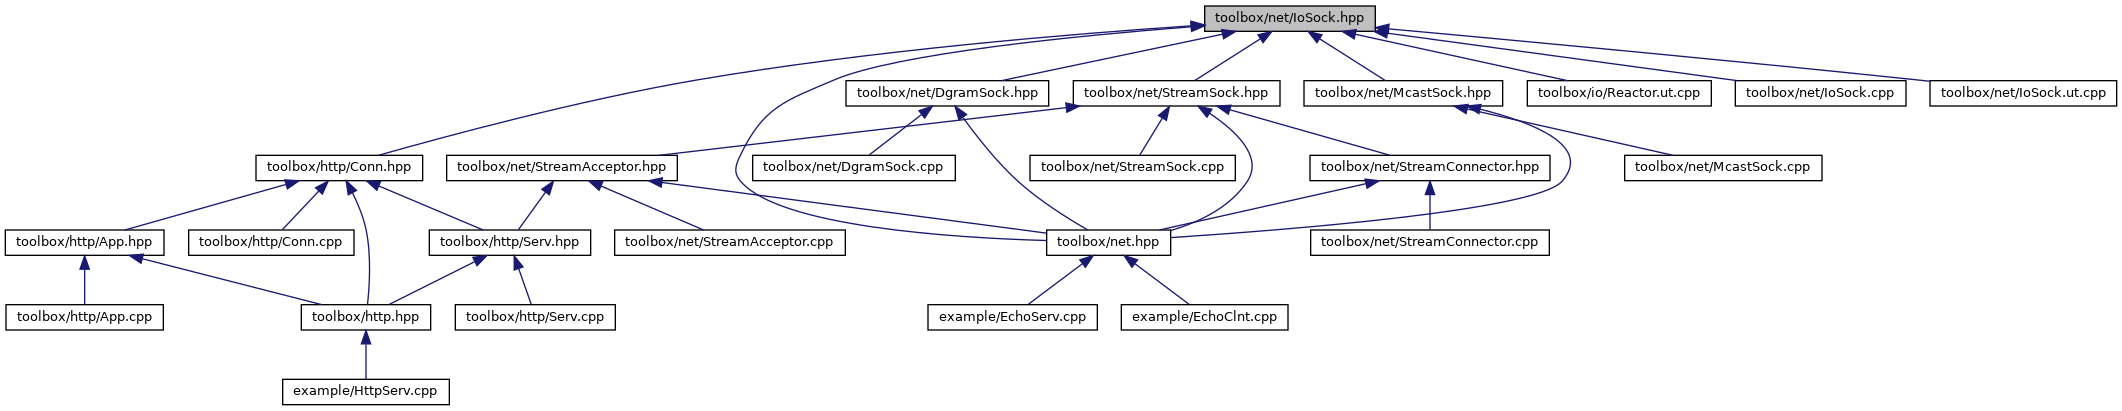 toolbox/net/IoSock.hpp
toolbox/net/DgramSock.hpp
toolbox/net/StreamSock.hpp
toolbox/net/McastSock.hpp
toolbox/io/Reactor.ut.cpp
toolbox/net/IoSock.cpp
toolbox/net/IoSock.ut.cpp
toolbox/http/Conn.hpp
toolbox/net/StreamAcceptor.hpp
toolbox/net/DgramSock.cpp
toolbox/net/StreamSock.cpp
toolbox/net/StreamConnector.hpp
toolbox/net/McastSock.cpp
toolbox/http/App.hpp
toolbox/http/Conn.cpp
toolbox/http/Serv.hpp
toolbox/net/StreamAcceptor.cpp
toolbox/net.hpp
toolbox/net/StreamConnector.cpp
toolbox/http/App.cpp
toolbox/http.hpp
toolbox/http/Serv.cpp
example/EchoServ.cpp
example/EchoClnt.cpp
example/HttpServ.cpp